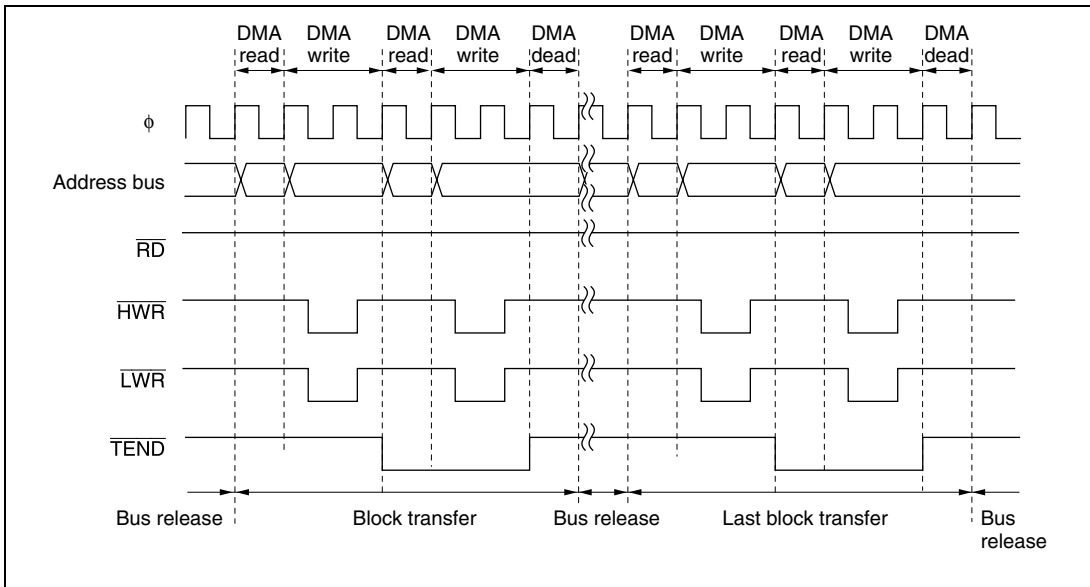 DMA DMA DMA DMA DMA DMA DMA DMA DMA DMA
read write read write dead read write read write dead
ϕ
Address bus
RD
HWR
LWR
TEND
Bus release Block transfer Bus release Last block transfer Bus
release